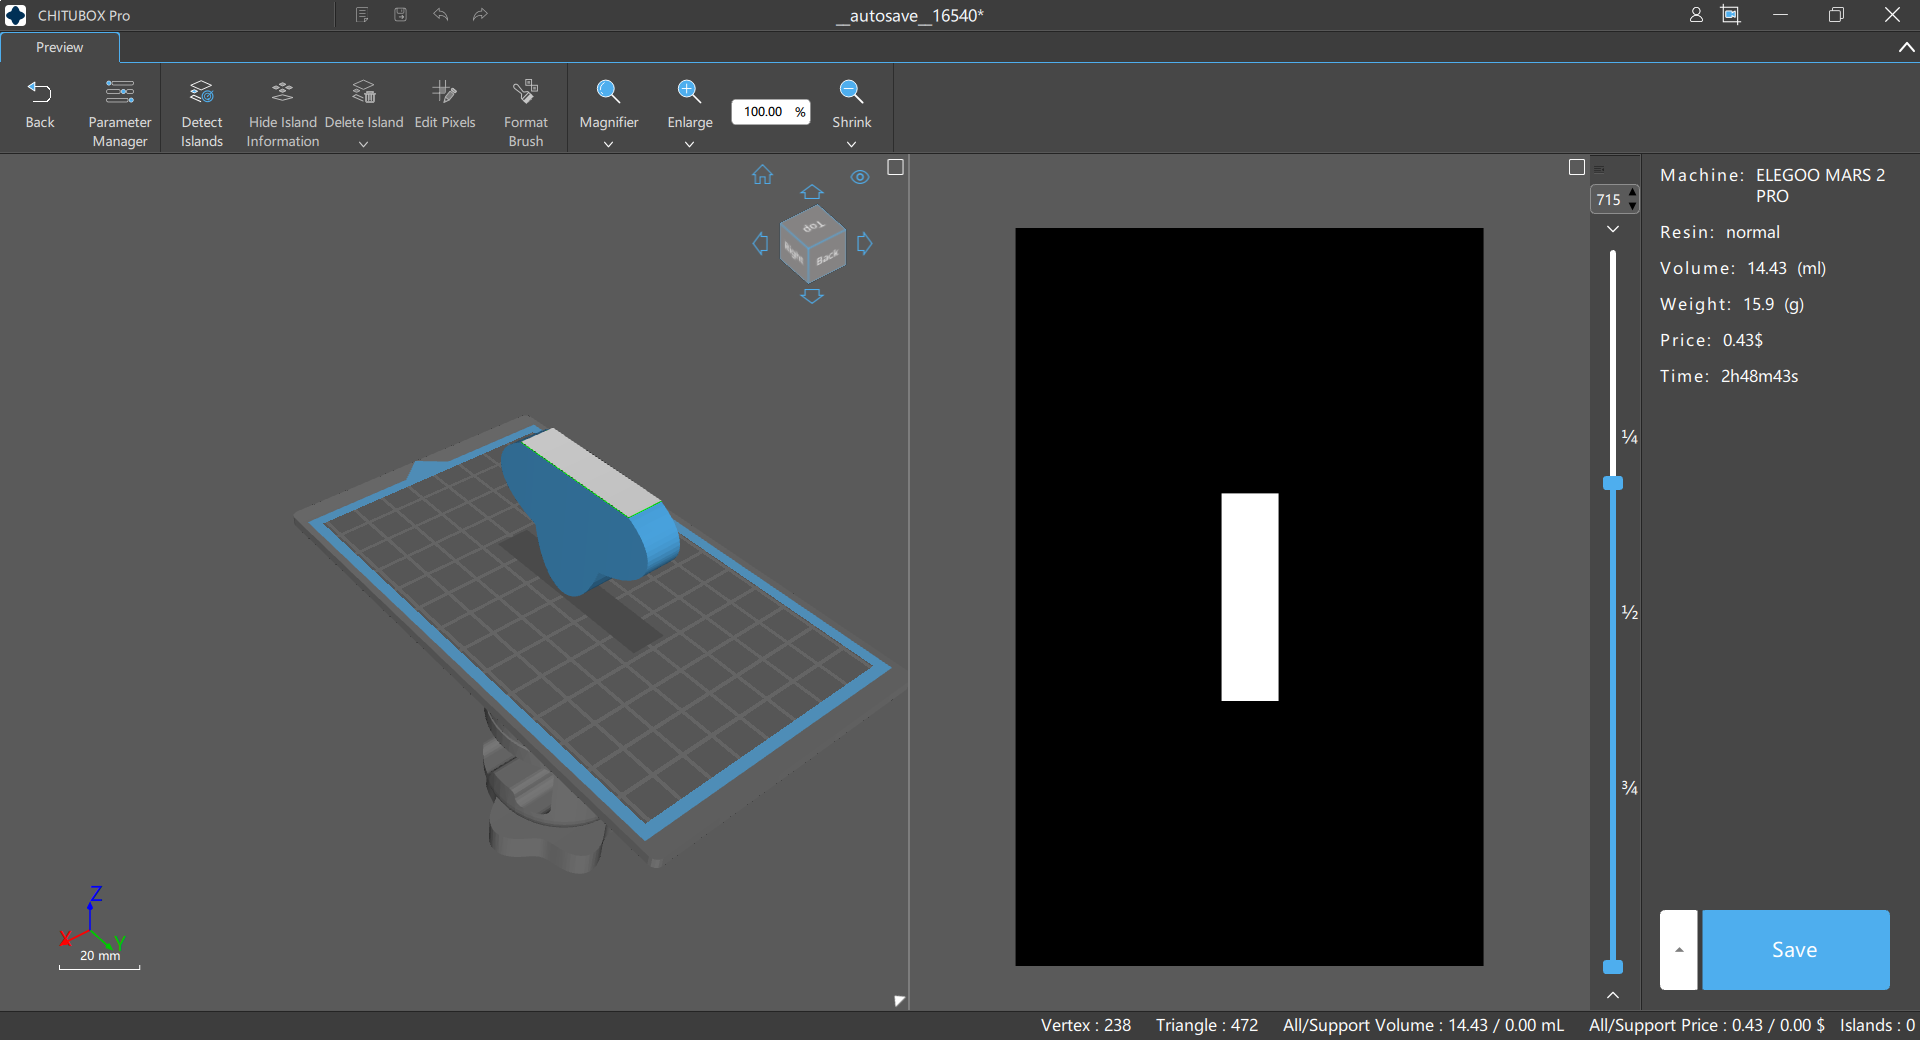 CHITUBOX Pro
__autosave__16540*
Preview
Back
Parameter
Manager
Detect
Islands
Hide Island
Information
Delete Island
Edit Pixels
Format
Brush
Magnifier
Enlarge
100.00 %
Shrink
Top
Right
Back
715
Machine: ELEGOO MARS 2
PRO
Resin: normal
Volume: 14.43 (ml)
Weight: 15.9 (g)
Price: 0.43$
Time: 2h48m43s
¼
½
¾
Z
X
Y
20 mm
Save
Vertex : 238 Triangle : 472 All/Support Volume : 14.43 / 0.00 mL All/Support Price : 0.43 / 0.00 $ Islands : 0